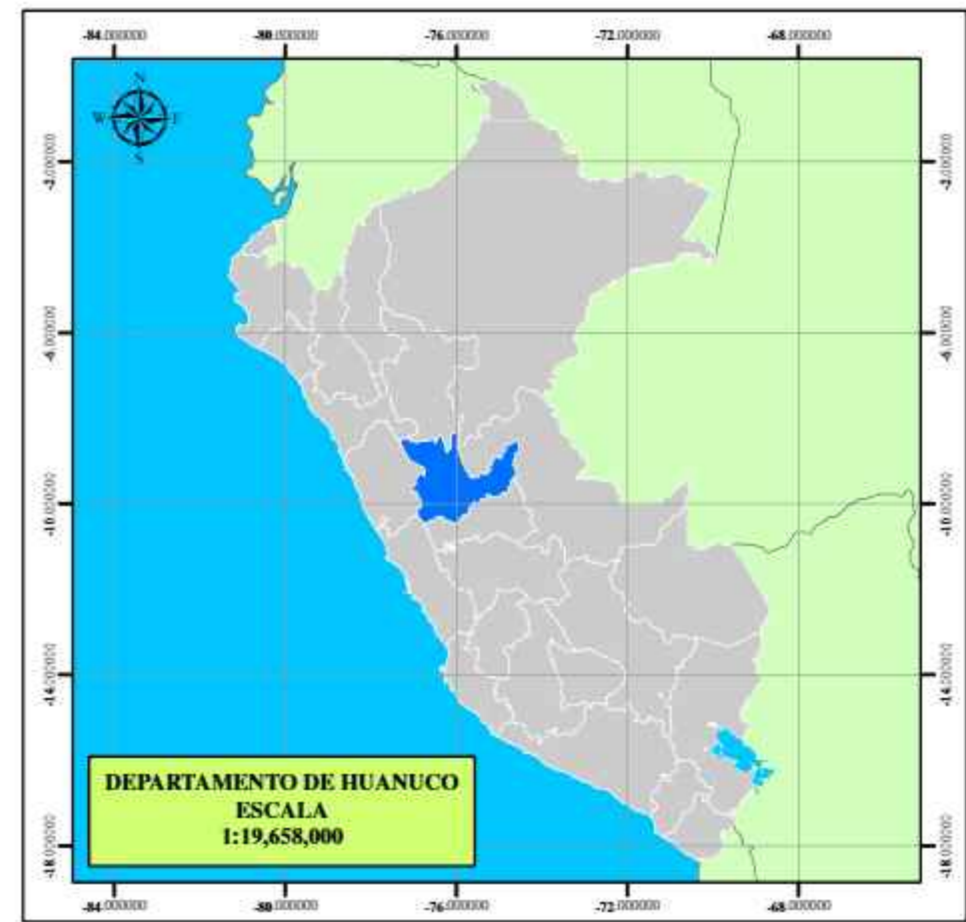 -84.000000 -80.000000 -76.000000 -72.000000 -68.000000
N
W E
S
-2.000000 -2.000000
-6.000000 -6.000000
-10.000000 -10.000000
-14.000000 -14.000000
DEPARTAMENTO DE HUANUCO
ESCALA
1:19,658,000
-18.000000 -18.000000
-84.000000 -80.000000 -76.000000 -72.000000 -68.000000